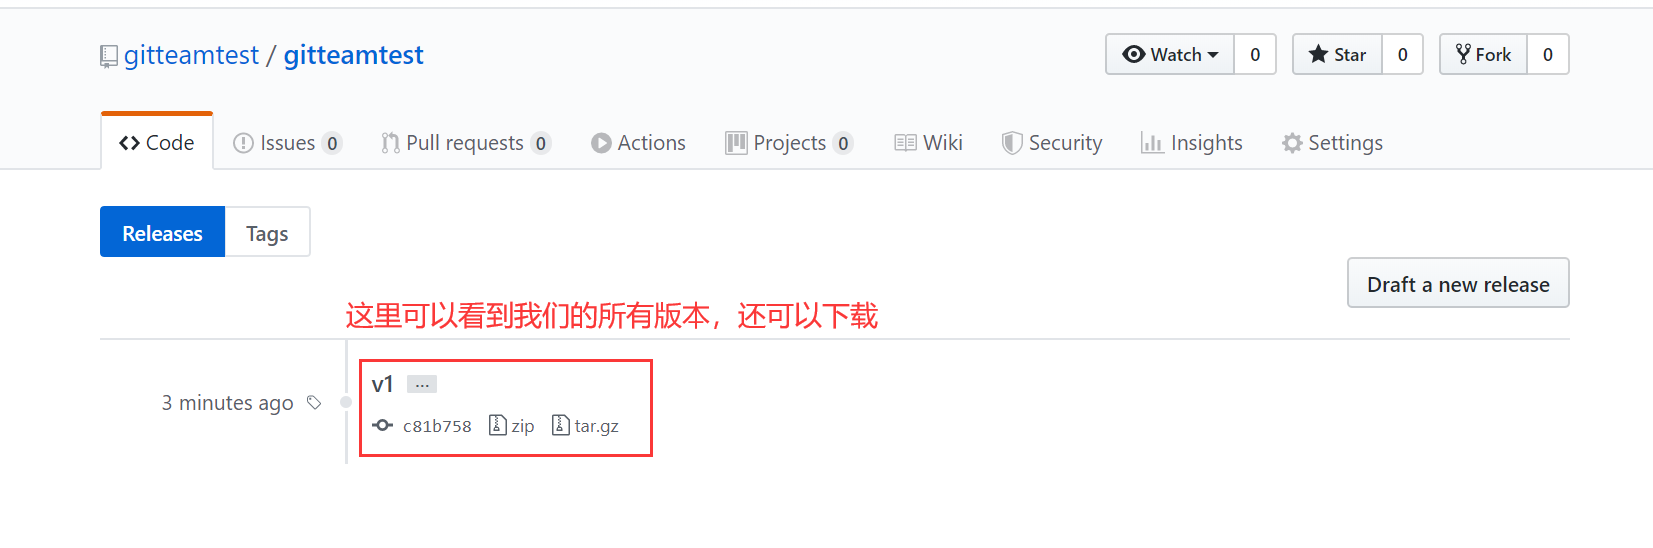 gitteamtest / gitteamtest
Watch 0 Star 0 Fork 0
Code Issues 0 Pull requests 0 Actions Projects 0 Wiki Security Insights Settings
Releases Tags
Draft a new release
这里可以看到我们的所有版本，还可以下载
v1 ...
3 minutes ago
c81b758 zip tar.gz